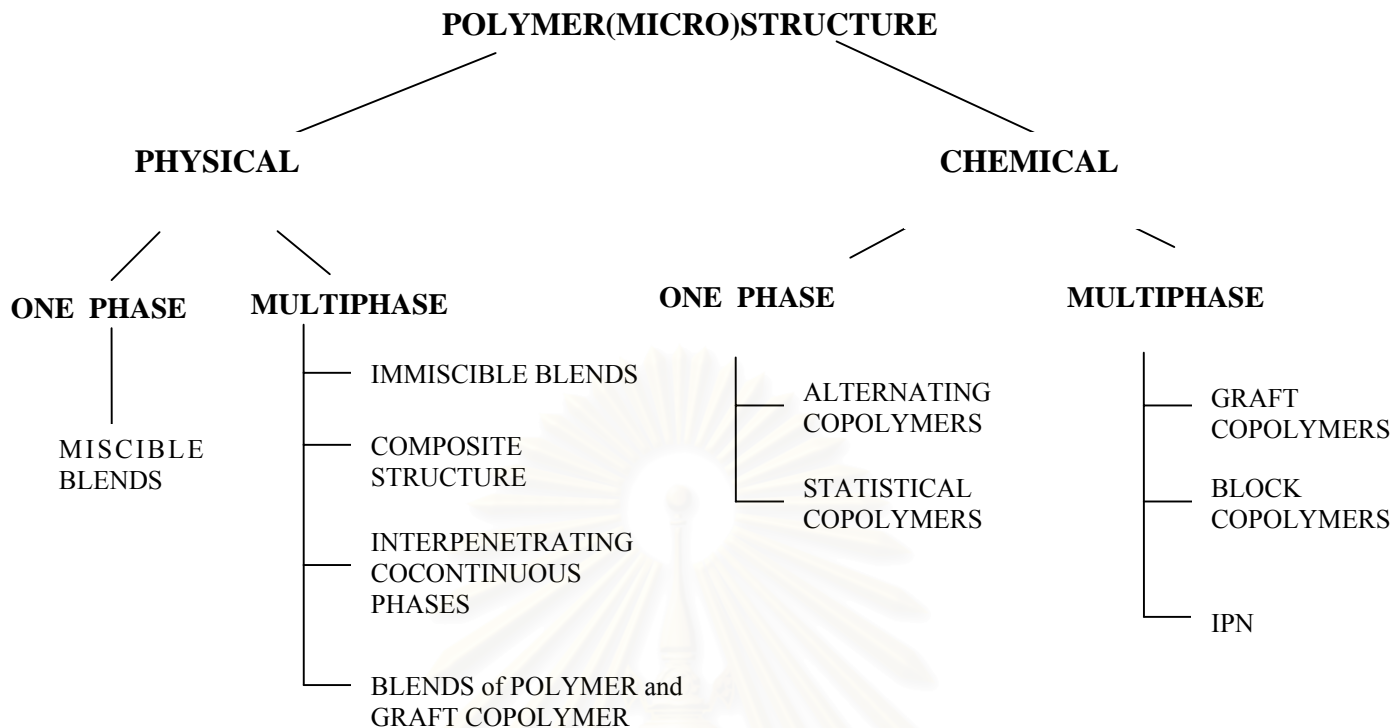 POLYMER(MICRO)STRUCTURE
PHYSICAL
CHEMICAL
ONE PHASE
MULTIPHASE
ONE PHASE
MULTIPHASE
MISCIBLE
BLENDS
IMMISCIBLE BLENDS
COMPOSITE
STRUCTURE
INTERPENETRATING
COCONTINUOUS
PHASES
BLENDS of POLYMER and
GRAFT COPOLYMER
ALTERNATING
COPOLYMERS
STATISTICAL
COPOLYMERS
GRAFT
COPOLYMERS
BLOCK
COPOLYMERS
IPN